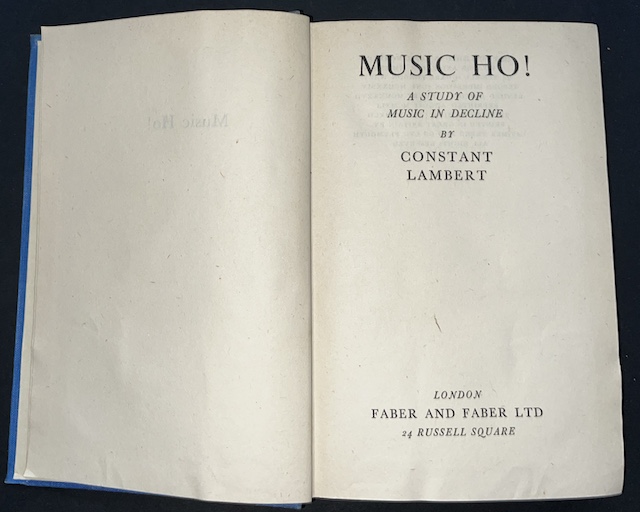 MUSIC HO!
A STUDY OF
MUSIC IN DECLINE
BY
CONSTANT
LAMBERT
LONDON
FABER AND FABER LTD
24 RUSSELL SQUARE